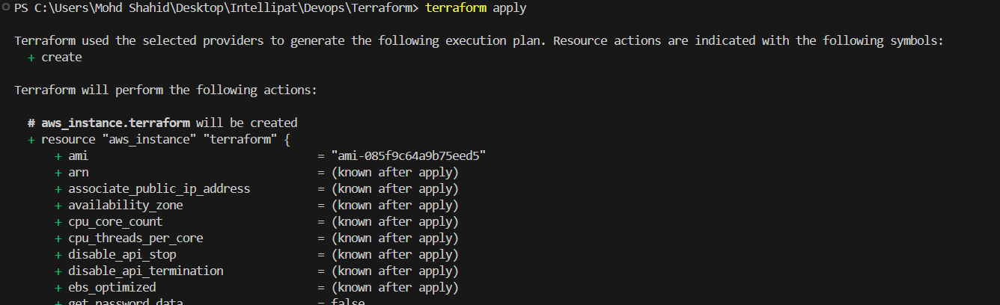 PS C:\Users\Mohd Shahid\Desktop\Intellipat\Devops\Terraform> terraform apply
Terraform used the selected providers to generate the following execution plan. Resource actions are indicated with the following symbols:
+ create
Terraform will perform the following actions:
# aws_instance.terraform will be created
+ resource "aws_instance" "terraform" {
+ ami = "ami-085f9c64a9b75eed5"
+ arn = (known after apply)
+ associate_public_ip_address = (known after apply)
+ availability_zone = (known after apply)
+ cpu_core_count = (known after apply)
+ cpu_threads_per_core = (known after apply)
+ disable_api_stop = (known after apply)
+ disable_api_termination = (known after apply)
+ ebs_optimized = (known after apply)
+ get_password_data = false